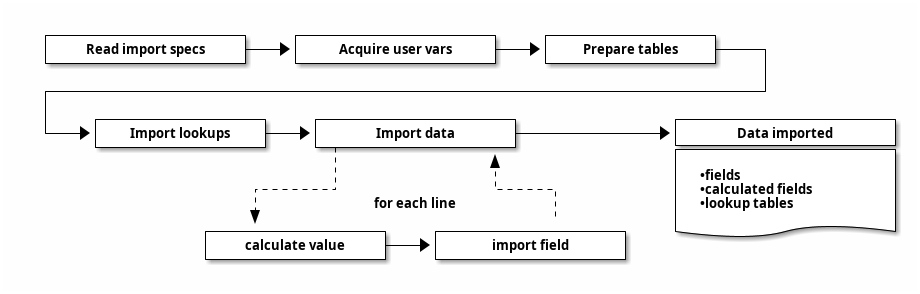 Read import specs
Acquire user vars
Prepare tables
Import lookups
Import data
Data imported
•fields
•calculated fields
•lookup tables
for each line
calculate value
import field